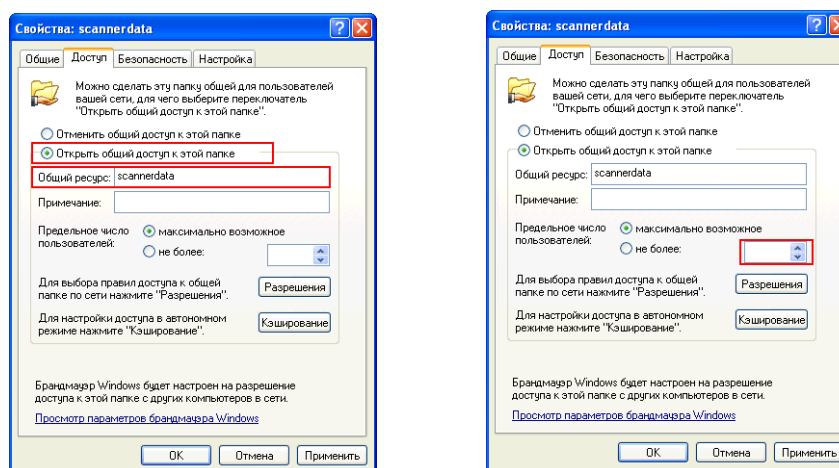 Свойства: scannerdata
Общие Доступ Безопасность Настройка
Можно сделать эту папку общей для пользователей
вашей сети, для чего выберите переключатель
"Открыть общий доступ к этой папке".
Отменить общий доступ к этой папке
Открыть общий доступ к этой папке
Общий ресурс: scannerdata
Примечание:
Предельное число
пользователей:
максимально возможное
не более:
Для выбора правил доступа к общей
папке по сети нажмите "Разрешения".
Разрешения
Для настройки доступа в автономном
режиме нажмите "Кэширование".
Кэширование
Брандмауэр Windows будет настроен на разрешение
доступа к этой папке с других компьютеров в сети.
Просмотр параметров брандмауэра Windows
OK Отмена Применить
Свойства: scannerdata
Общие Доступ Безопасность Настройка
Можно сделать эту папку общей для пользователей
вашей сети, для чего выберите переключатель
"Открыть общий доступ к этой папке".
Отменить общий доступ к этой папке
Открыть общий доступ к этой папке
Общий ресурс: scannerdata
Примечание:
Предельное число
пользователей:
максимально возможное
не более:
Для выбора правил доступа к общей
папке по сети нажмите "Разрешения".
Разрешения
Для настройки доступа в автономном
режиме нажмите "Кэширование".
Кэширование
Брандмауэр Windows будет настроен на разрешение
доступа к этой папке с других компьютеров в сети.
Просмотр параметров брандмауэра Windows
OK Отмена Применить